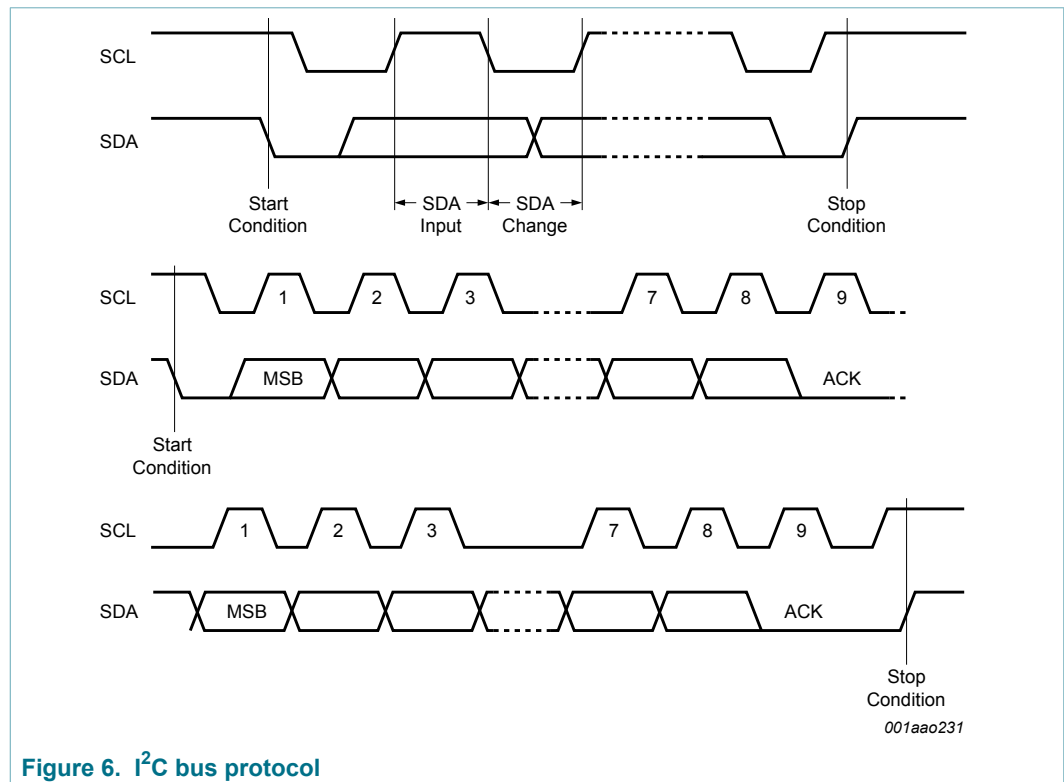 SCL
SDA
Start
Condition
SDA
Input
SDA
Change
Stop
Condition
SCL
1 2 3 7 8 9
SDA
MSB
ACK
Start
Condition
SCL
1 2 3 7 8 9
SDA
MSB
ACK
Stop
Condition
001aao231
Figure 6. I²C bus protocol